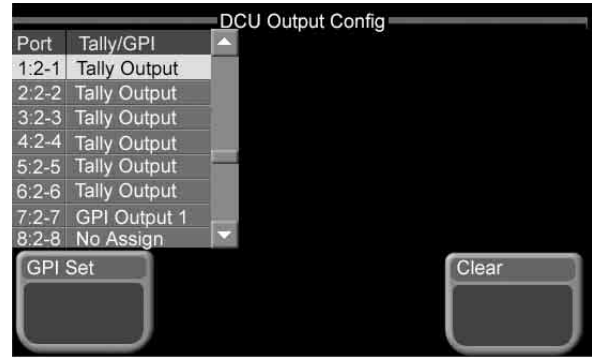 DCU Output Config
Port Tally/GPI
1:2-1 Tally Output
2:2-2 Tally Output
3:2-3 Tally Output
4:2-4 Tally Output
5:2-5 Tally Output
6:2-6 Tally Output
7:2-7 GPI Output 1
8:2-8 No Assign
GPI Set Clear